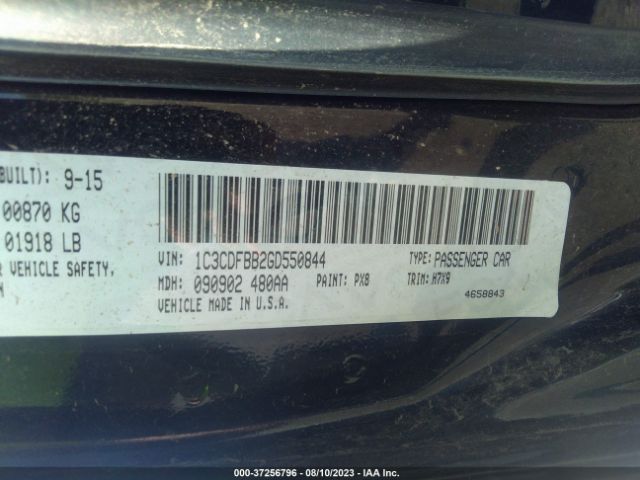 BUILT): 9-15
00870 KG
01918 LB
VEHICLE SAFETY,
VIN: 1C3CDFBB2GD550844 TYPE: PASSENGER CAR
MDH: 090902 480AA PAINT: PX8 TRIM: H7X9
VEHICLE MADE IN U.S.A. 4658843
000-37256796 - 08/10/2023 - IAA Inc.